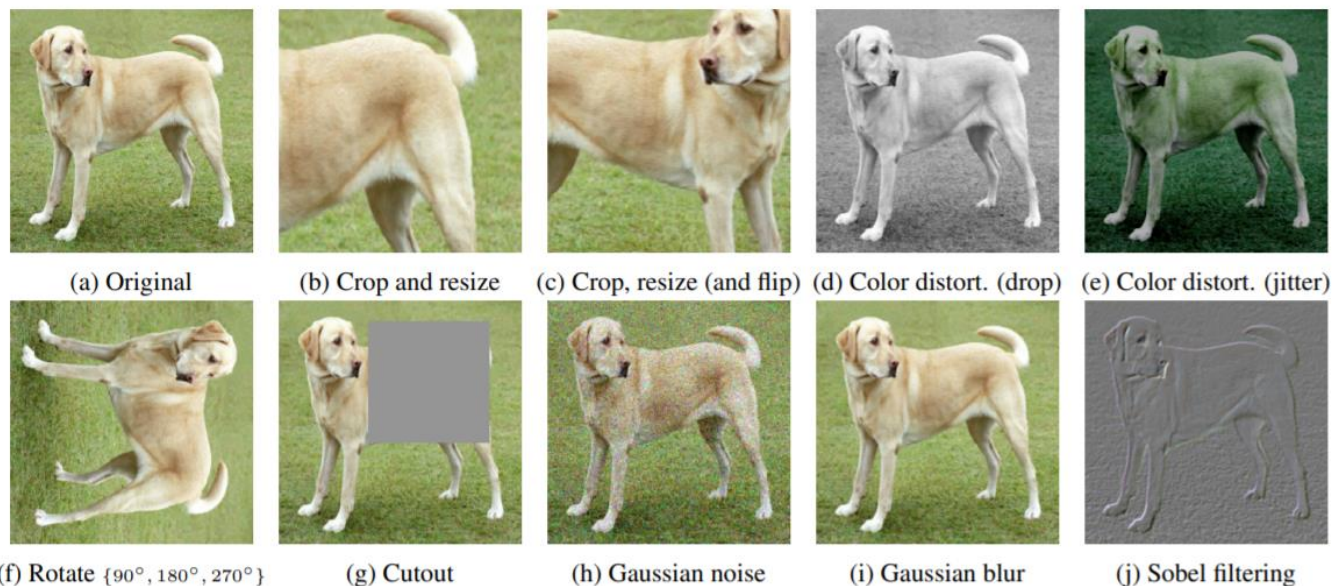 (a) Original
(b) Crop and resize
(c) Crop, resize (and flip)
(d) Color distort. (drop)
(e) Color distort. (jitter)
(f) Rotate {90°, 180°, 270°}
(g) Cutout
(h) Gaussian noise
(i) Gaussian blur
(j) Sobel filtering